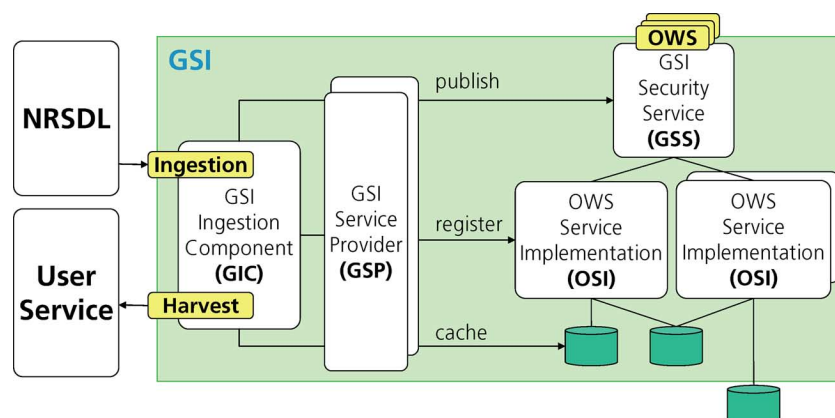 NRSDL
User
Service
GSI
Ingestion
GSI
Ingestion
Component
(GIC)
Harvest
GSI
Service
Provider
(GSP)
publish
register
cache
OWS
GSI
Security
Service
(GSS)
OWS
Service
Implementation
(OSI)
OWS
Service
Implementation
(OSI)